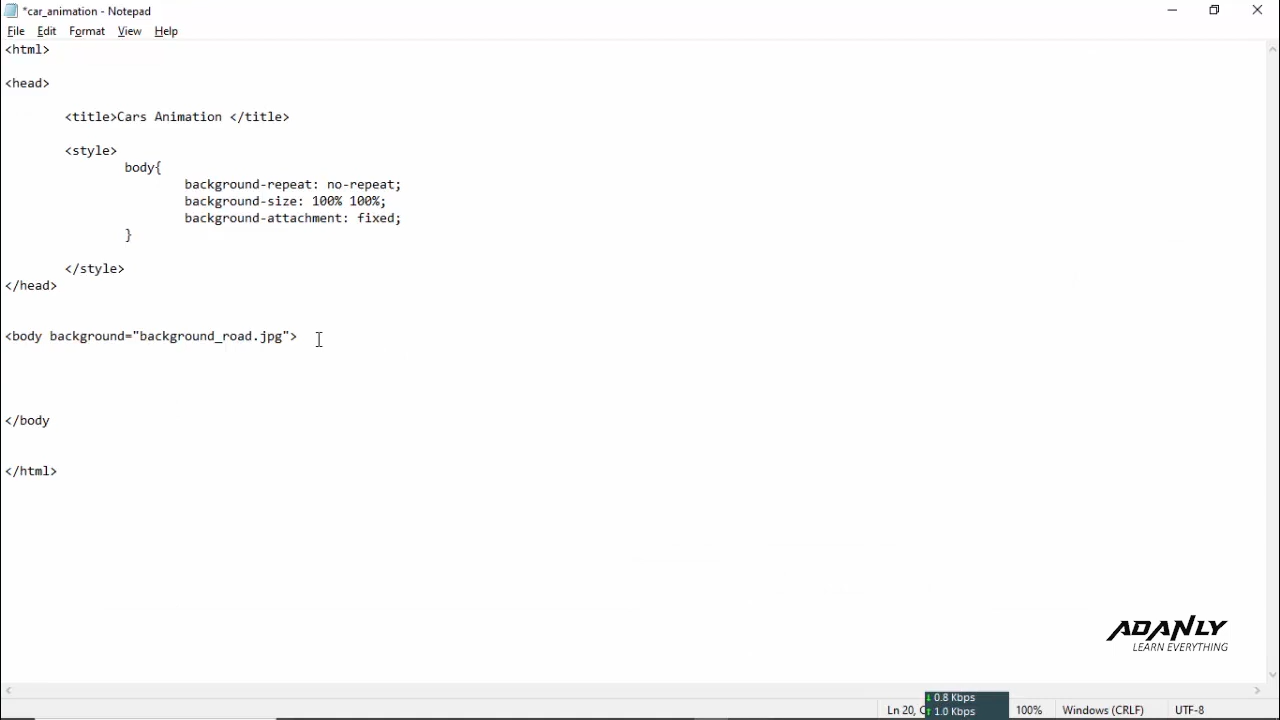 *car_animation - Notepad
File Edit Format View Help
<html>
<head>
<title>Cars Animation </title>
<style>
body{
background-repeat: no-repeat;
background-size: 100% 100%;
background-attachment: fixed;
}
</style>
</head>
<body background="background_road.jpg">
</body
</html>
ADANLY
LEARN EVERYTHING
↓ 0.8 Kbps
↑ 1.0 Kbps
Ln 20, 100% Windows (CRLF) UTF-8